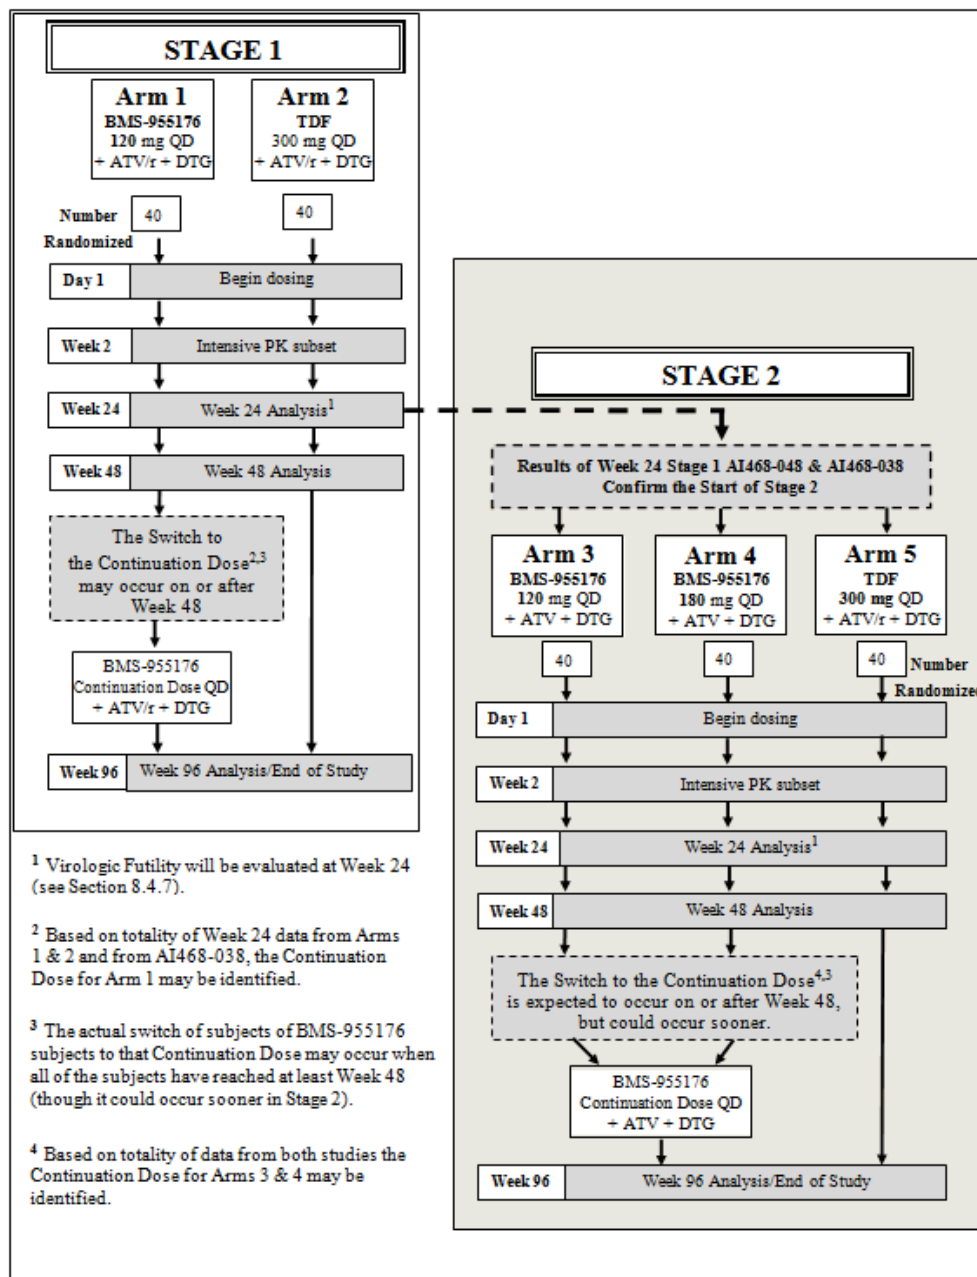 STAGE 1
Arm 1
BMS-955176
120 mg QD
+ ATV/r + DTG
Arm 2
TDF
300 mg QD
+ ATV/r + DTG
Number
Randomized
40
40
Day 1
Begin dosing
Week 2
Intensive PK subset
Week 24
Week 24 Analysis¹
Week 48
Week 48 Analysis
The Switch to
the Continuation Dose²,³
may occur on or after
Week 48
BMS-955176
Continuation Dose QD
+ ATV/r + DTG
Week 96
Week 96 Analysis/End of Study
¹ Virologic Futility will be evaluated at Week 24
(see Section 8.4.7).
² Based on totality of Week 24 data from Arms
1 & 2 and from AI468-038, the Continuation
Dose for Arm 1 may be identified.
³ The actual switch of subjects of BMS-955176
subjects to that Continuation Dose may occur when
all of the subjects have reached at least Week 48
(though it could occur sooner in Stage 2).
⁴ Based on totality of data from both studies the
Continuation Dose for Arms 3 & 4 may be
identified.
STAGE 2
Results of Week 24 Stage 1 AI468-048 & AI468-038
Confirm the Start of Stage 2
Arm 3
BMS-955176
120 mg QD
+ ATV + DTG
Arm 4
BMS-955176
180 mg QD
+ ATV + DTG
Arm 5
TDF
300 mg QD
+ ATV/r + DTG
40
40
40
Number
Randomized
Day 1
Begin dosing
Week 2
Intensive PK subset
Week 24
Week 24 Analysis¹
Week 48
Week 48 Analysis
The Switch to the Continuation Dose⁴,³
is expected to occur on or after Week 48,
but could occur sooner.
BMS-955176
Continuation Dose QD
+ ATV + DTG
Week 96
Week 96 Analysis/End of Study